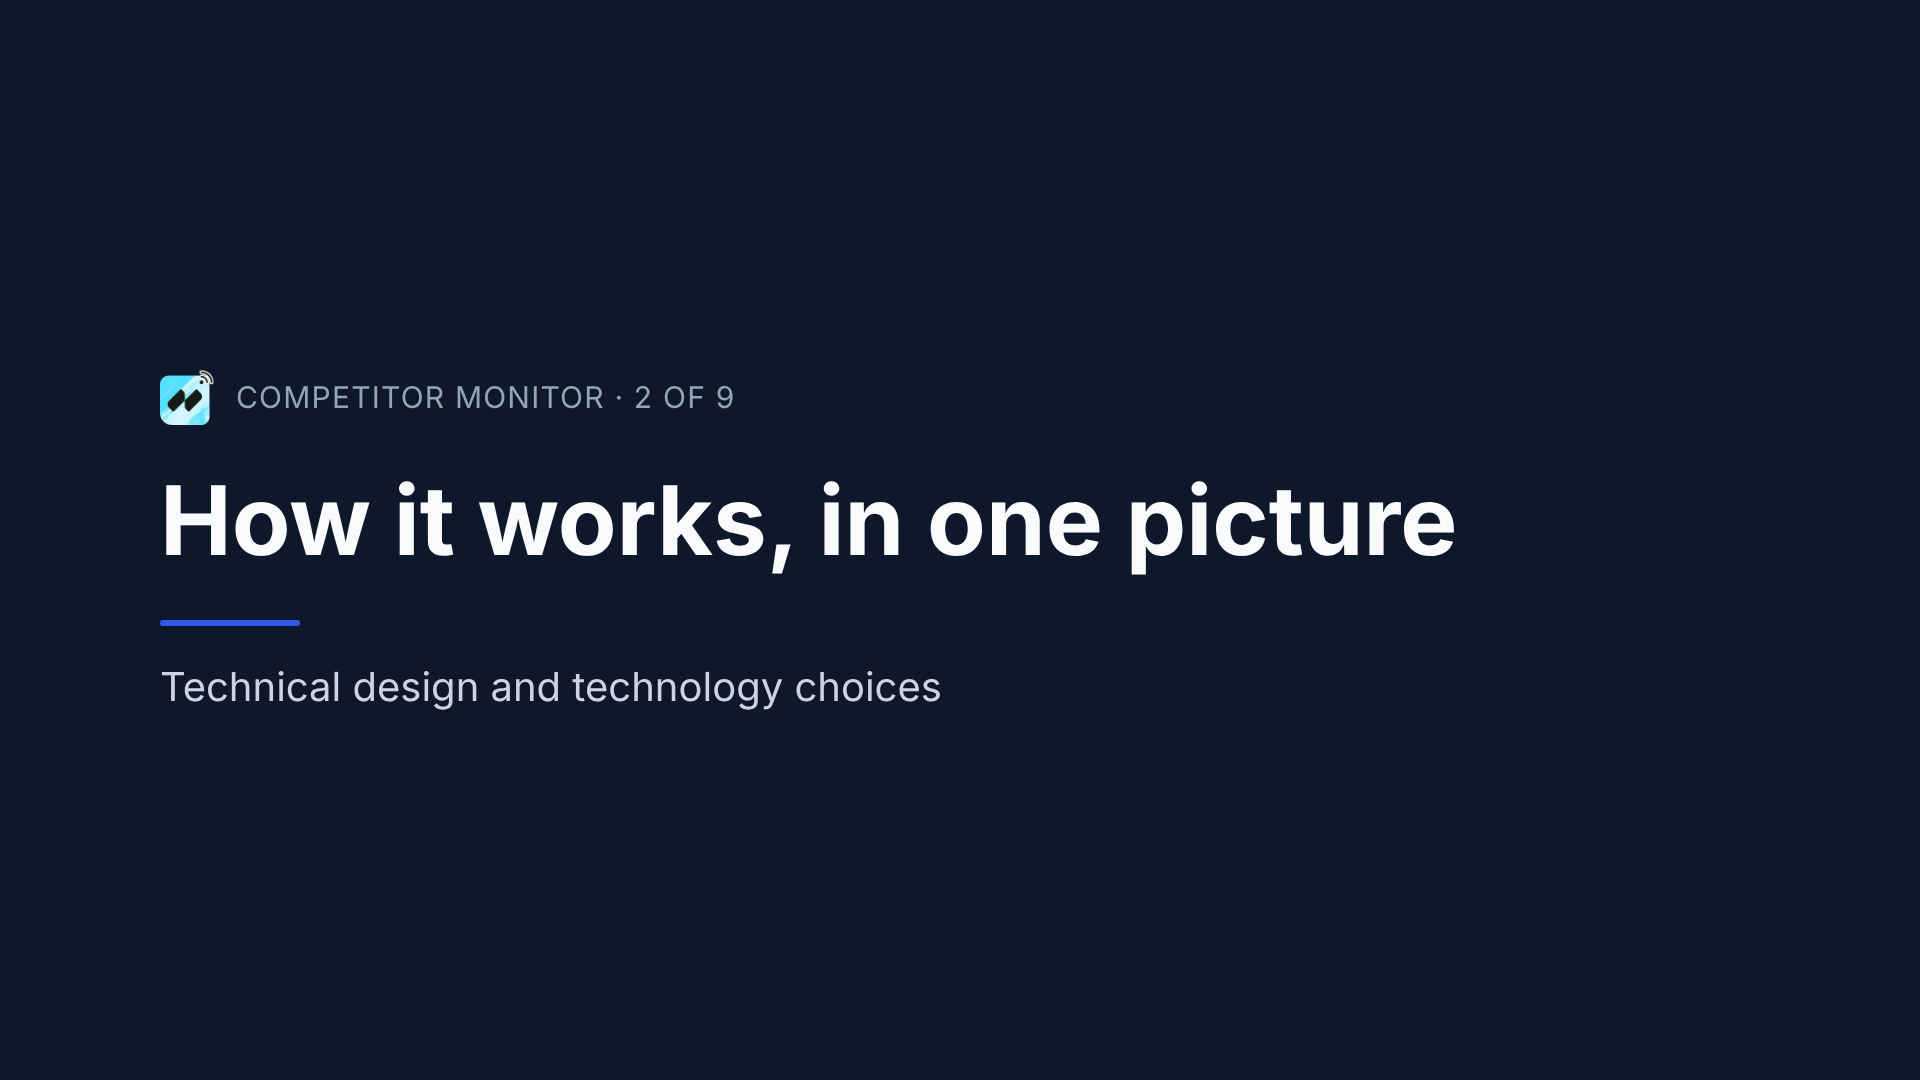 COMPETITOR MONITOR · 2 OF 9
How it works, in one picture
Technical design and technology choices